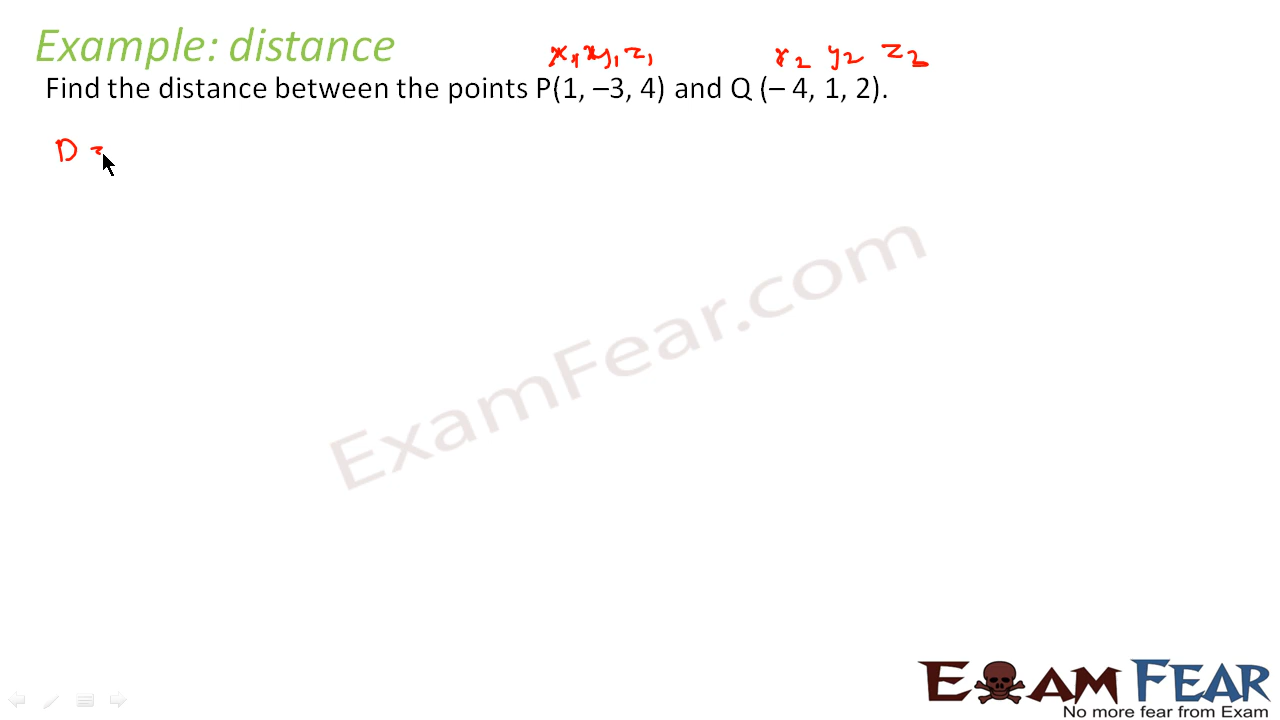 Example: distance
x₁ y₁ z₁ x₂ y₂ z₂
Find the distance between the points P(1, –3, 4) and Q (– 4, 1, 2).
D =
ExamFear.com
EXAM FEAR
No more fear from Exam